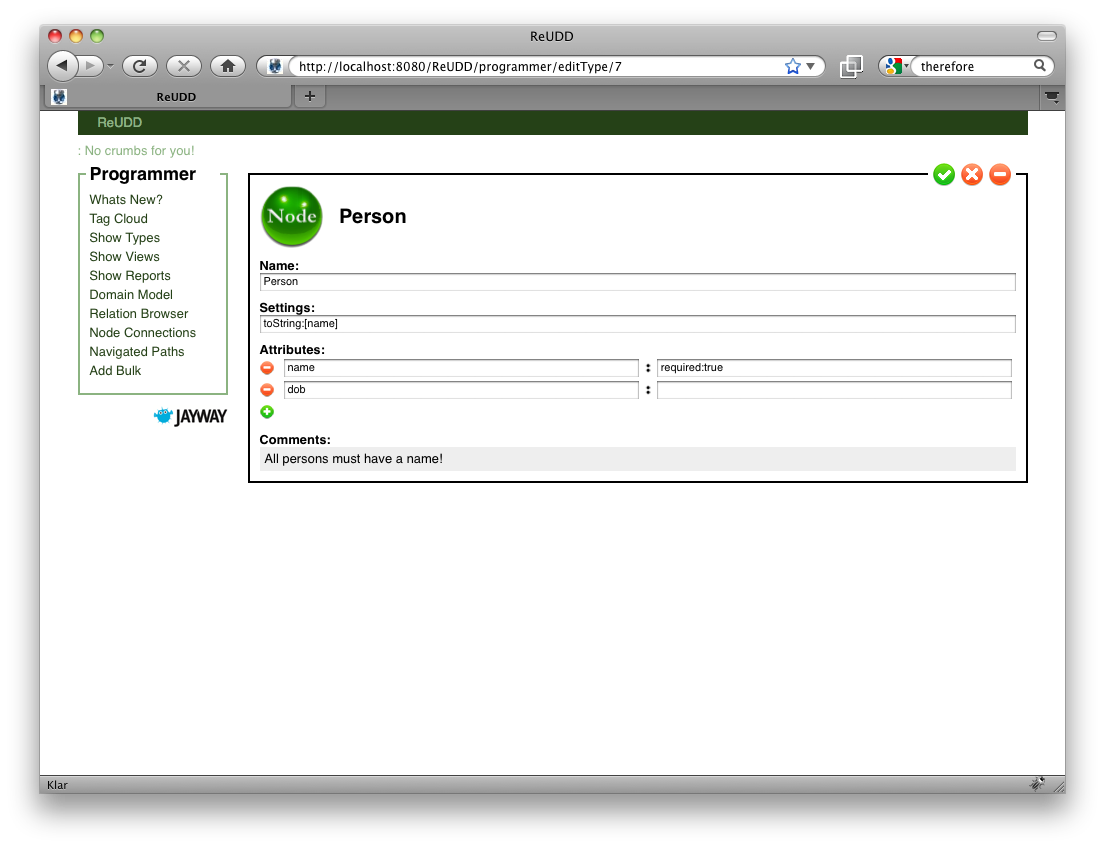 ReUDD
http://localhost:8080/ReUDD/programmer/editType/7
therefore
ReUDD
ReUDD
: No crumbs for you!
Programmer
Whats New?
Tag Cloud
Show Types
Show Views
Show Reports
Domain Model
Relation Browser
Node Connections
Navigated Paths
Add Bulk
JAYWAY
Node
Person
Name:
Person
Settings:
toString:[name]
Attributes:
name : required:true
dob :
Comments:
All persons must have a name!
Klar